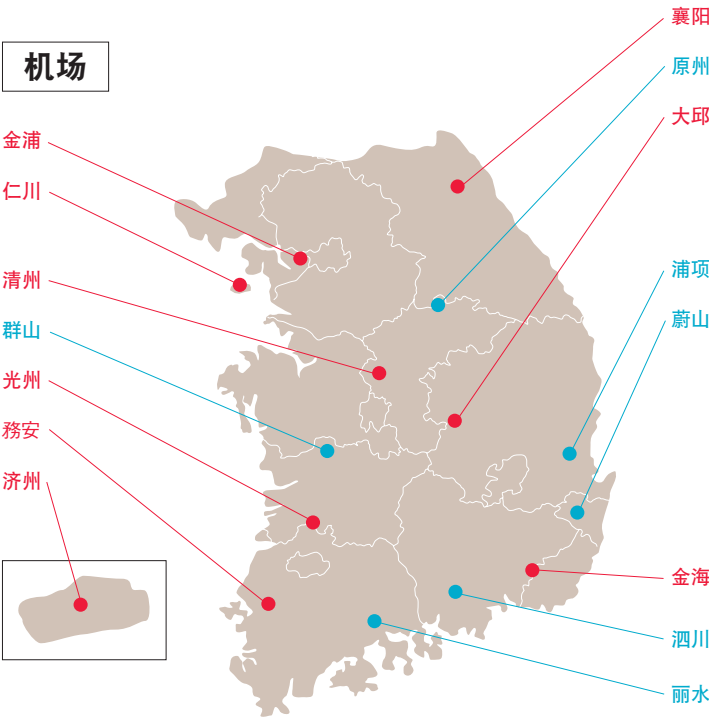 机场
金浦
仁川
清州
群山
光州
務安
济州
襄阳
原州
大邱
浦项
蔚山
金海
泗川
丽水